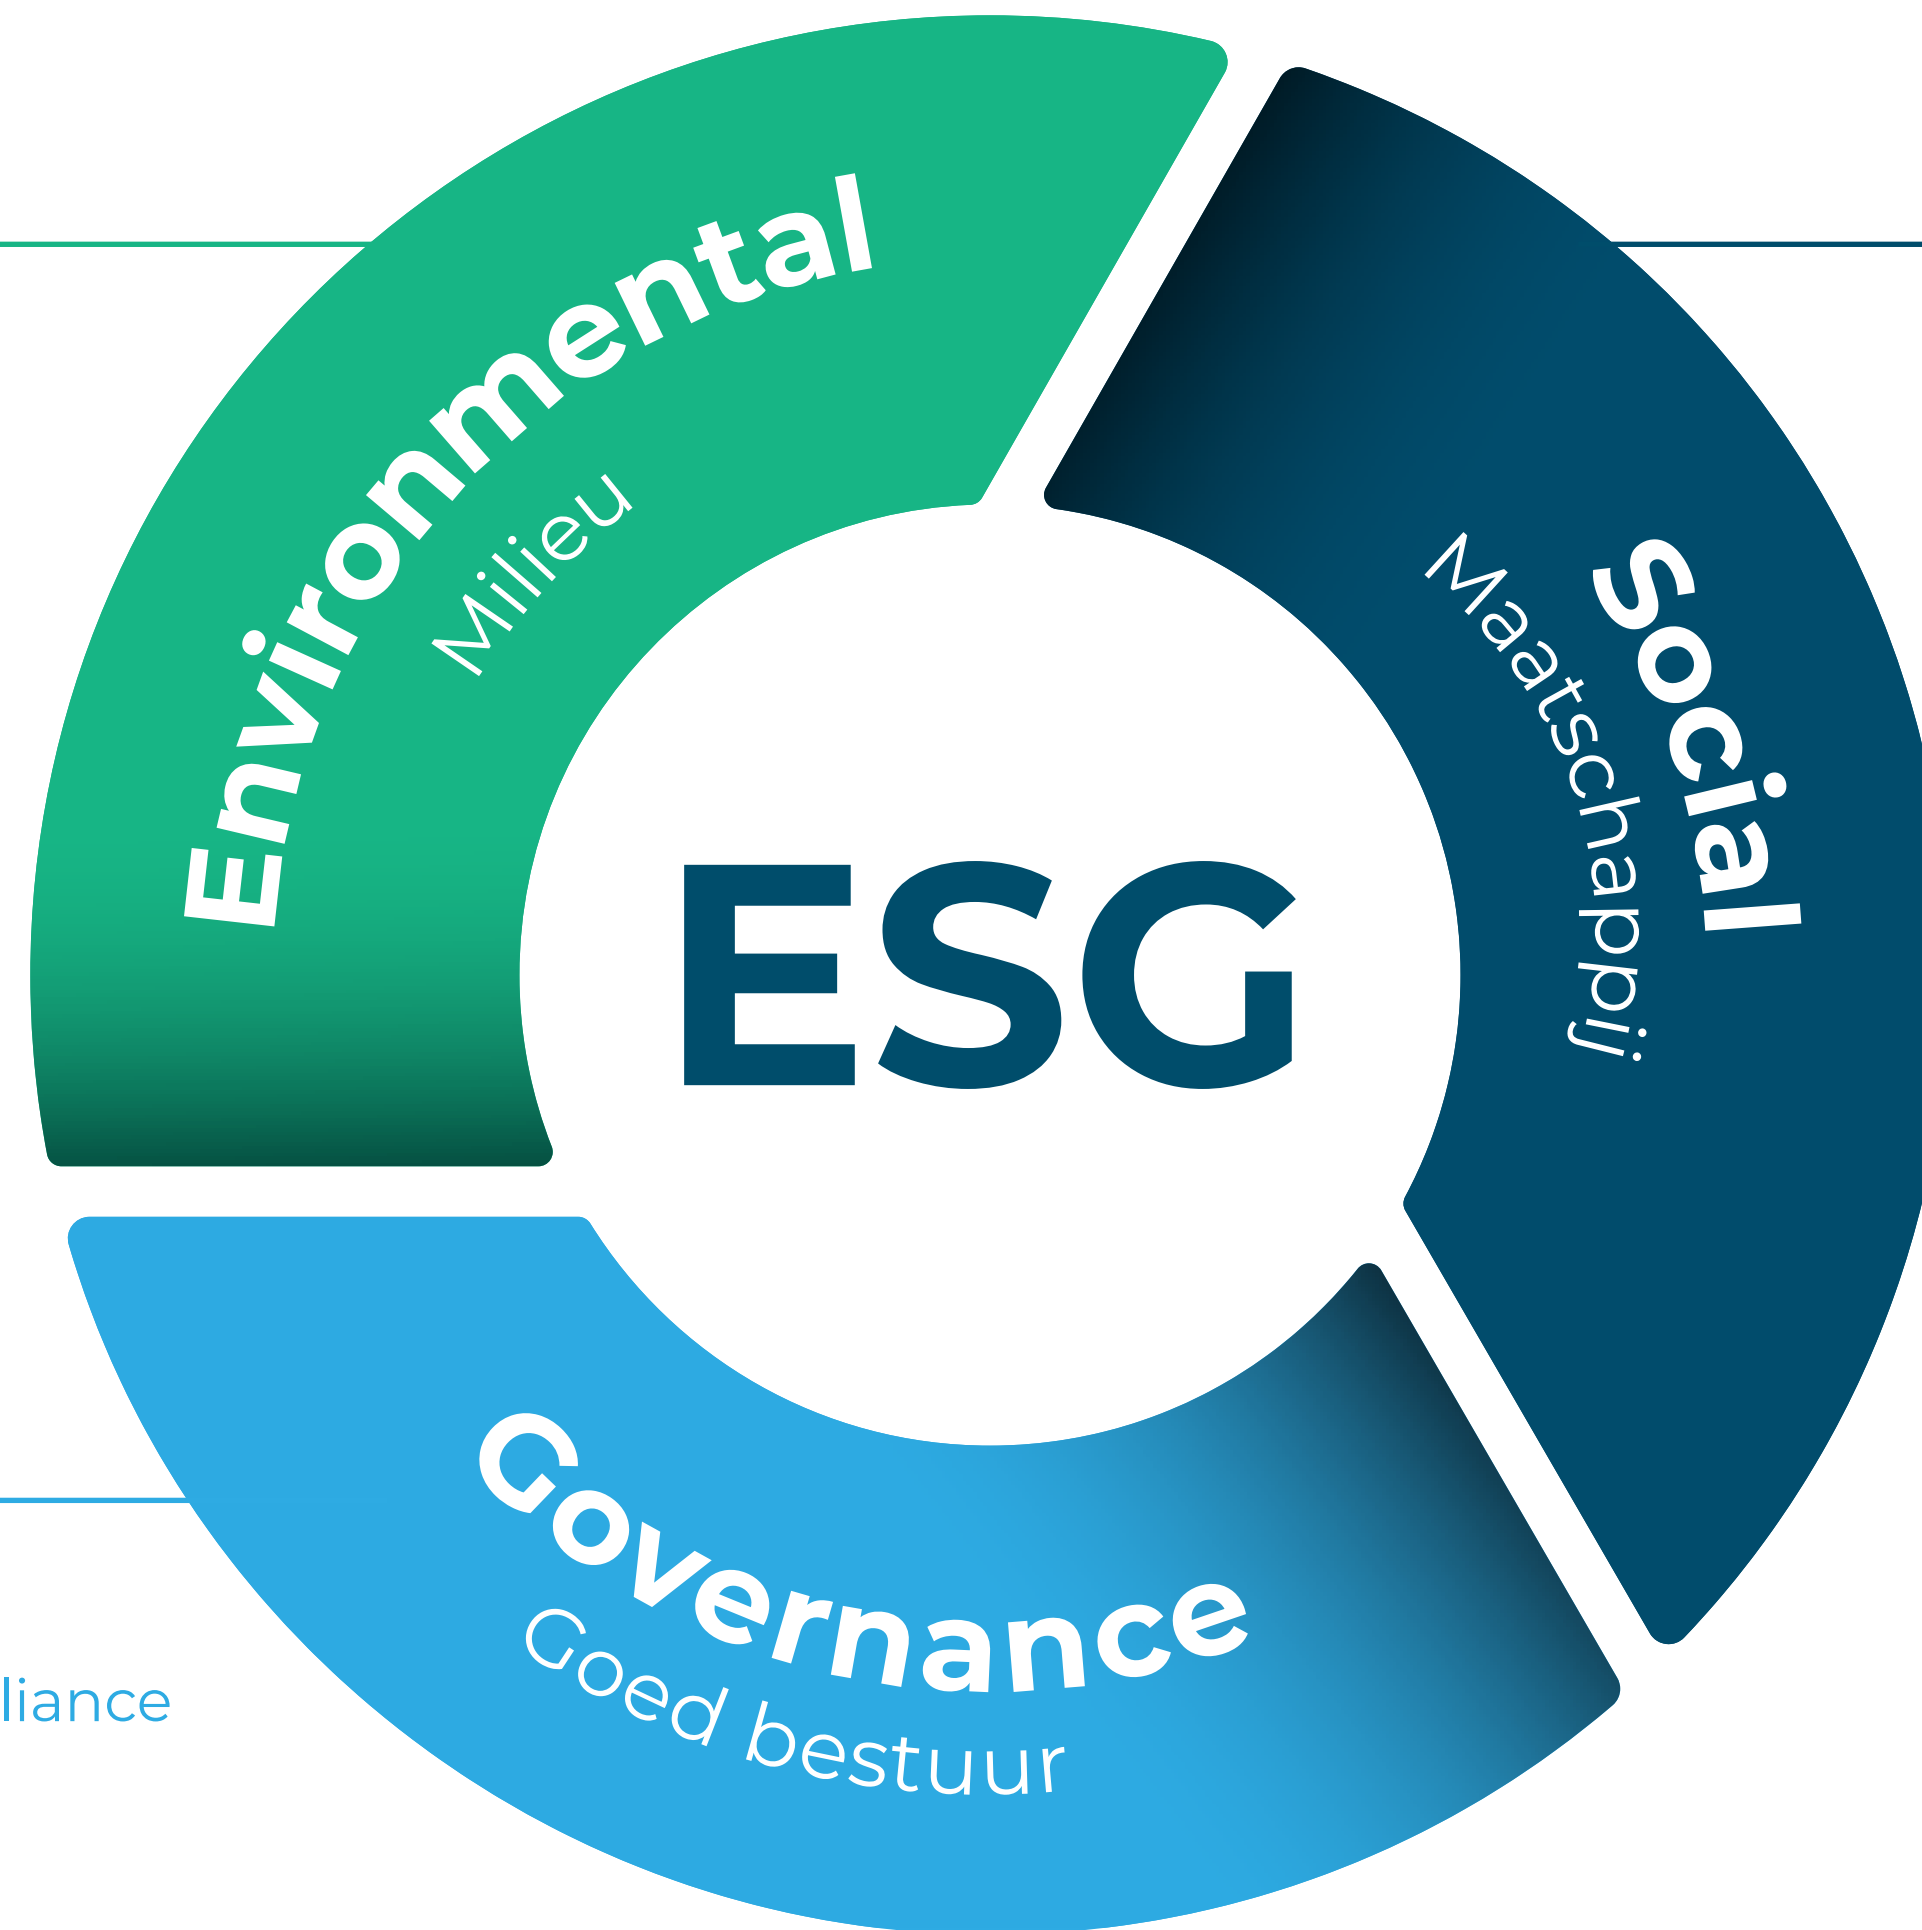 Environmental
Milieu
Social
Maatschappij
ESG
Governance
Goed bestuur
liance